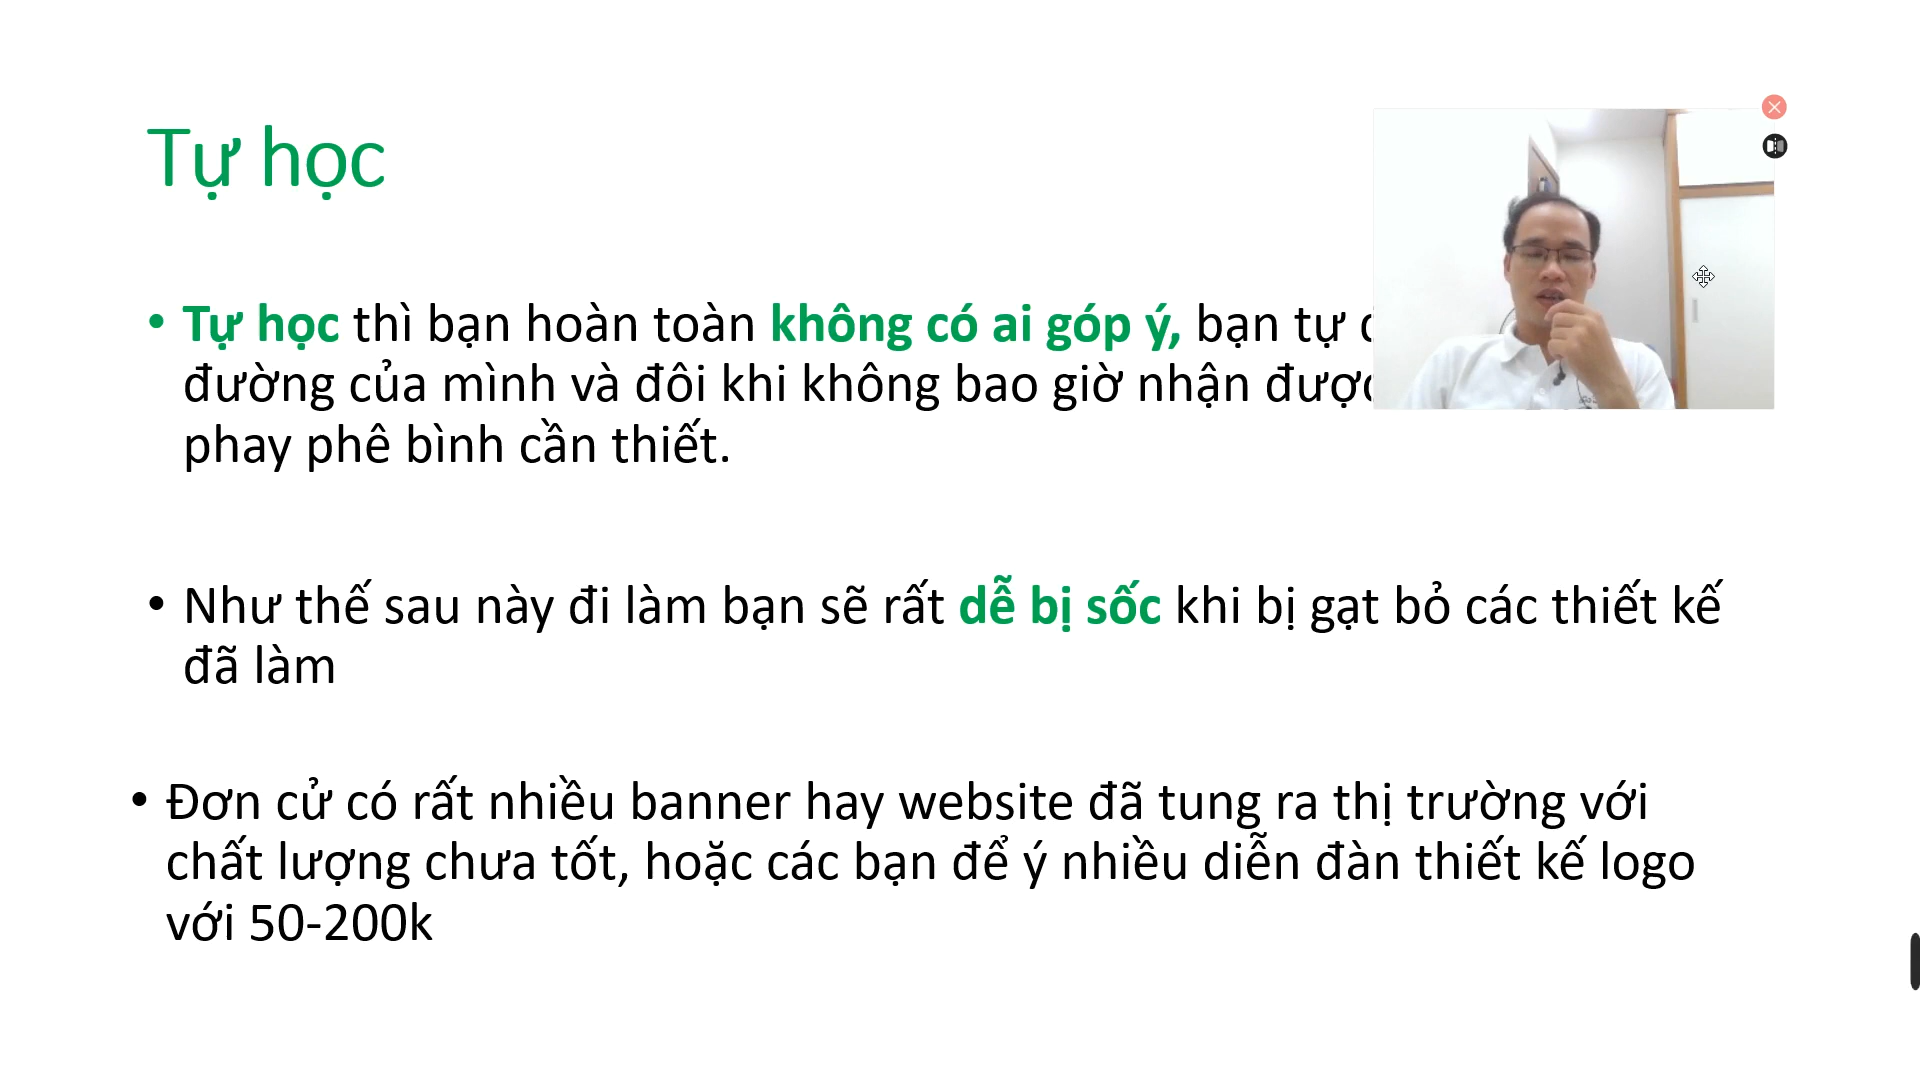 Tự học
• Tự học thì bạn hoàn toàn không có ai góp ý, bạn tự
đường của mình và đôi khi không bao giờ nhận được
phay phê bình cần thiết.
• Như thế sau này đi làm bạn sẽ rất dễ bị sốc khi bị gạt bỏ các thiết kế
đã làm
• Đơn cử có rất nhiều banner hay website đã tung ra thị trường với
chất lượng chưa tốt, hoặc các bạn để ý nhiều diễn đàn thiết kế logo
với 50-200k